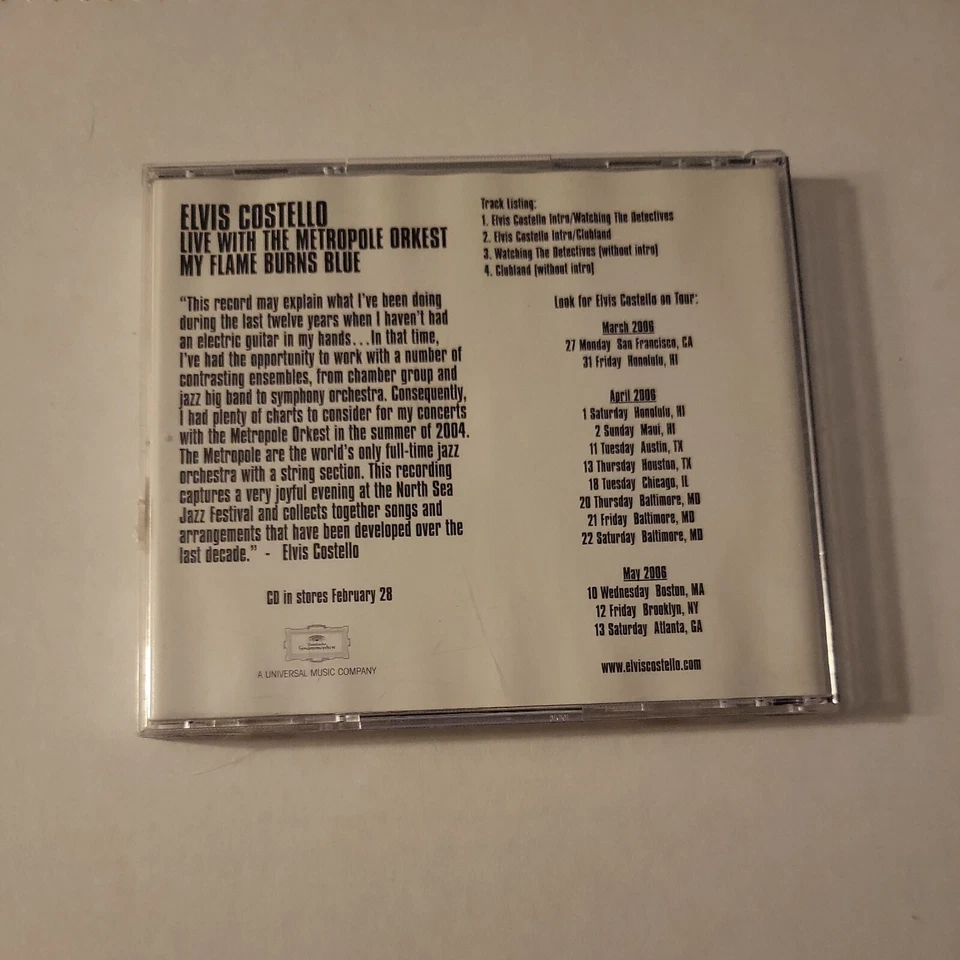 ELVIS COSTELLO
LIVE WITH THE METROPOLE ORKEST
MY FLAME BURNS BLUE
“This record may explain what I’ve been doing
during the last twelve years when I haven’t had
an electric guitar in my hands...In that time,
I’ve had the opportunity to work with a number of
contrasting ensembles, from chamber group and
jazz big band to symphony orchestra. Consequently,
I had plenty of charts to consider for my concerts
with the Metropole Orkest in the summer of 2004.
The Metropole are the world’s only full-time jazz
orchestra with a string section. This recording
captures a very joyful evening at the North Sea
Jazz Festival and collects together songs and
arrangements that have been developed over the
last decade.” - Elvis Costello
CD in stores February 28
Deutsche
Grammophon
A UNIVERSAL MUSIC COMPANY
Track Listing:
1. Elvis Costello Intro/Watching The Detectives
2. Elvis Costello Intro/Clubland
3. Watching The Detectives (without intro)
4. Clubland (without intro)
Look for Elvis Costello on Tour:
March 2006
27 Monday San Francisco, CA
31 Friday Honolulu, HI
April 2006
1 Saturday Honolulu, HI
2 Sunday Maui, HI
11 Tuesday Austin, TX
13 Thursday Houston, TX
18 Tuesday Chicago, IL
20 Thursday Baltimore, MD
21 Friday Baltimore, MD
22 Saturday Baltimore, MD
May 2006
10 Wednesday Boston, MA
12 Friday Brooklyn, NY
13 Saturday Atlanta, GA
www.elviscostello.com